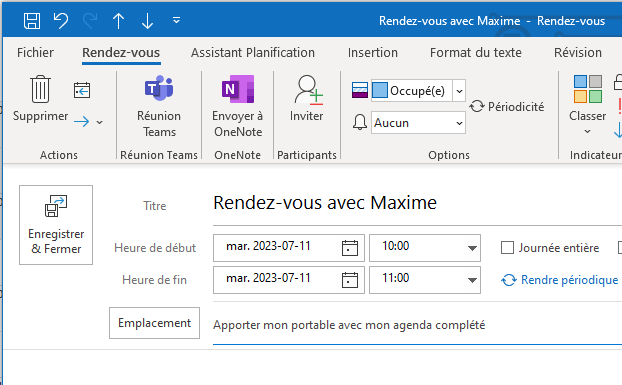 Rendez-vous avec Maxime - Rendez-vous
Fichier Rendez-vous Assistant Planification Insertion Format du texte Révision
Supprimer Réunion Teams Envoyer à OneNote Inviter Occupé(e) Aucun Périodicité Classer
Actions Réunion Teams OneNote Participants Options Indicateur
Enregistrer & Fermer
Titre Rendez-vous avec Maxime
Heure de début mar. 2023-07-11 10:00 Journée entière
Heure de fin mar. 2023-07-11 11:00 Rendre périodique
Emplacement Apporter mon portable avec mon agenda complété